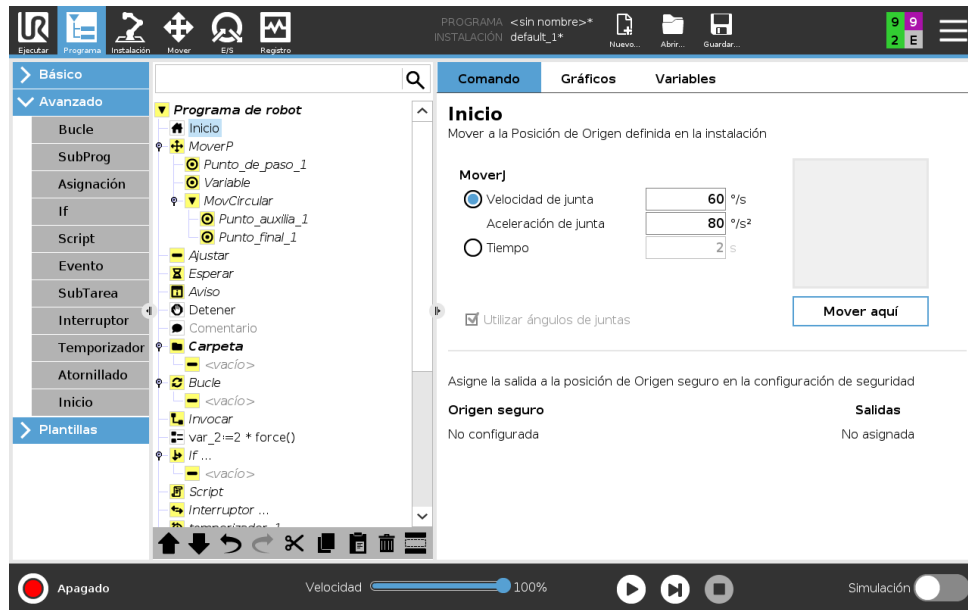 UR
PROGRAMA <sin nombre>*
INSTALACIÓN default_1*
9 9
2 E
Ejecutar Programa Instalación Mover E/S Registro Nuevo... Abrir... Guardar...
Básico
Avanzado
Bucle
SubProg
Asignación
If
Script
Evento
SubTarea
Interruptor
Temporizador
Atornillado
Inicio
Plantillas
Programa de robot
Inicio
MoverP
Punto_de_paso_1
Variable
MovCircular
Punto_auxilia_1
Punto_final_1
Ajustar
Esperar
Aviso
Detener
Comentario
Carpeta
<vacío>
Bucle
<vacío>
Invocar
var_2:=2 * force()
If ...
<vacío>
Script
Interruptor ...
temporizador_1
Comando Gráficos Variables
Inicio
Mover a la Posición de Origen definida en la instalación
MoverJ
Velocidad de junta 60 °/s
Aceleración de junta 80 °/s²
Tiempo 2 s
Utilizar ángulos de juntas
Mover aquí
Asigne la salida a la posición de Origen seguro en la configuración de seguridad
Origen seguro Salidas
No configurada No asignada
Apagado Velocidad 100% Simulación